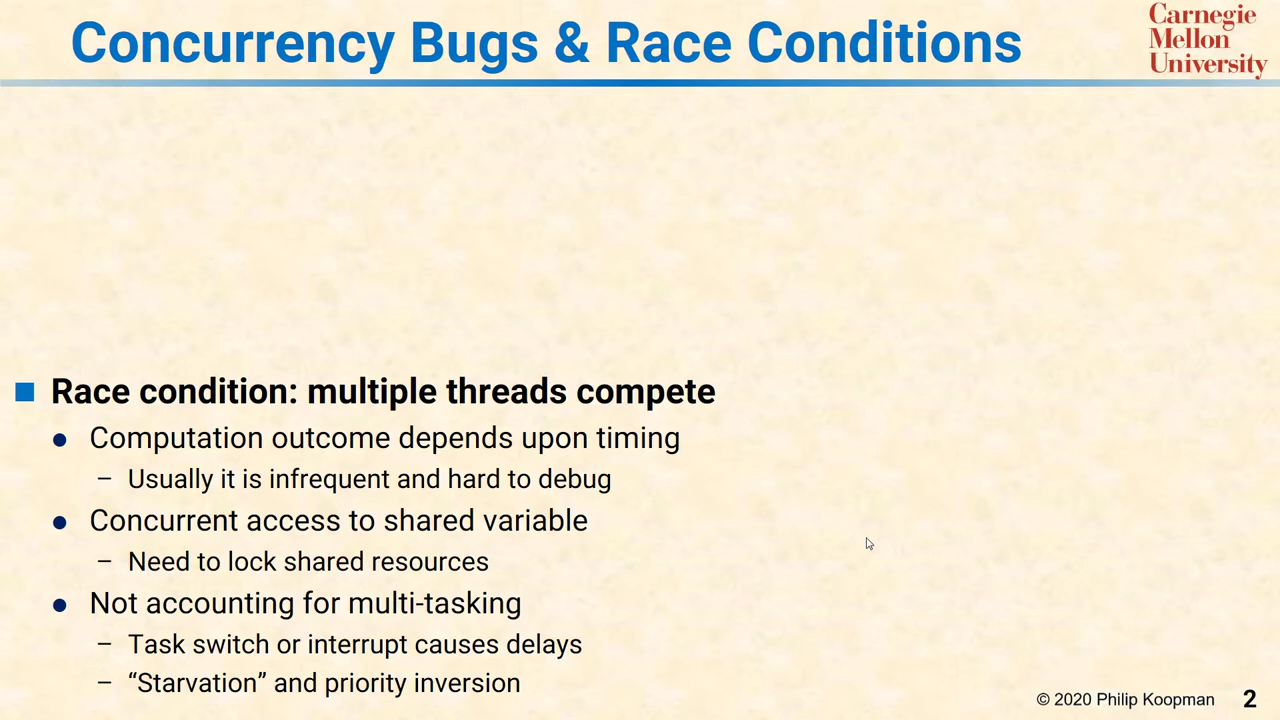 Concurrency Bugs & Race Conditions
Carnegie
Mellon
University
Race condition: multiple threads compete
Computation outcome depends upon timing
– Usually it is infrequent and hard to debug
Concurrent access to shared variable
– Need to lock shared resources
Not accounting for multi-tasking
– Task switch or interrupt causes delays
– “Starvation” and priority inversion
© 2020 Philip Koopman 2